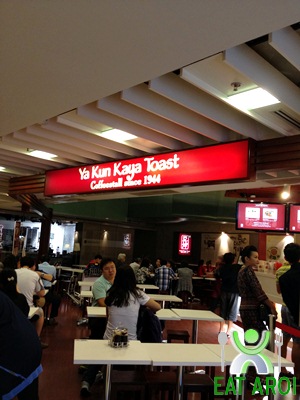 Ya Kun Kaya Toast
Coffeestall since 1944
EAT AROI